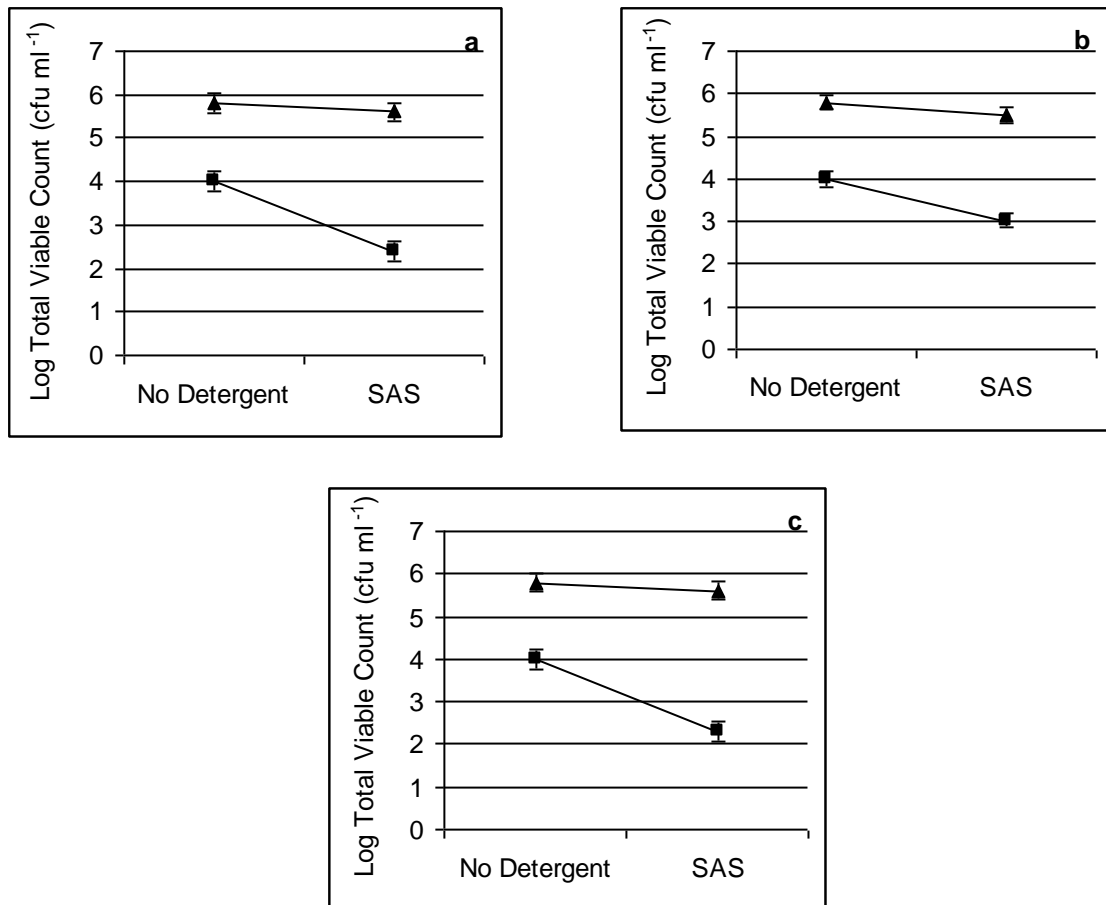 a
Log Total Viable Count (cfu ml⁻¹)
7
6
5
4
3
2
1
0
No Detergent SAS
b
Log Total Viable Count (cfu ml⁻¹)
7
6
5
4
3
2
1
0
No Detergent SAS
c
Log Total Viable Count (cfu ml⁻¹)
7
6
5
4
3
2
1
0
No Detergent SAS